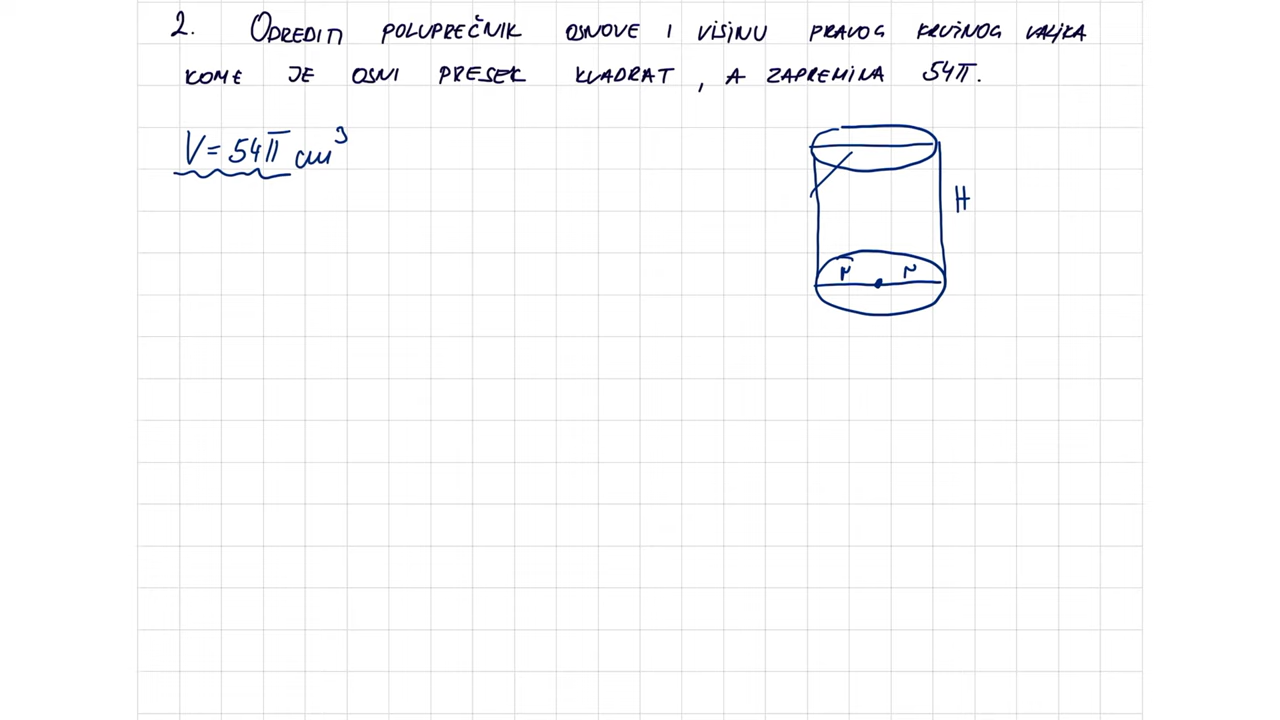 2. ODREDITI POLUPREČNIK OSNOVE I VISINU PRAVOG KRUŽNOG VALJKA
KOME JE OSNI PRESEK KVADRAT, A ZAPREMINA 54π.
V = 54π cm³
H
r r